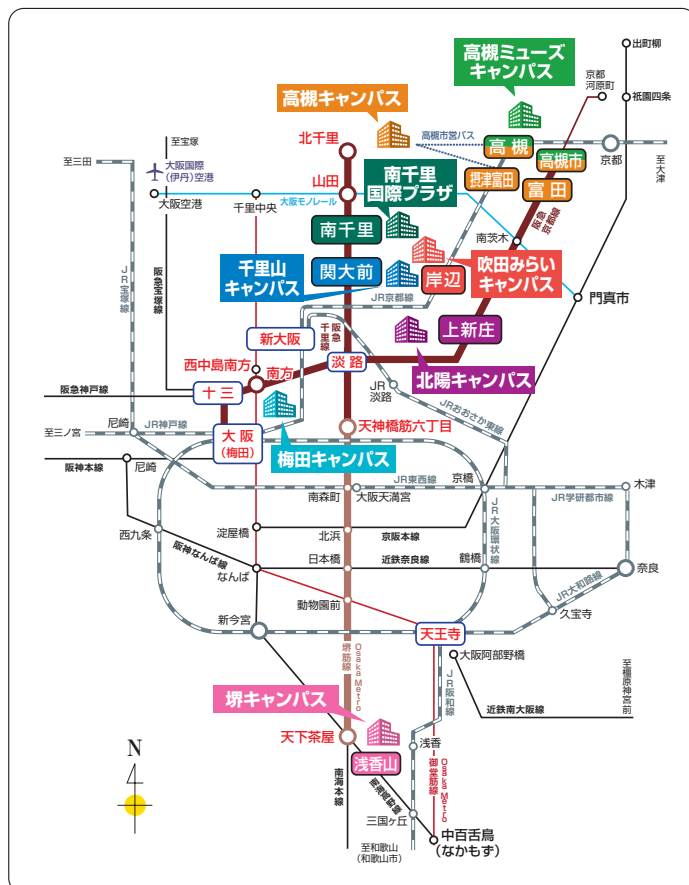 出町柳
京都
河原町
祇園四条
高槻ミューズ
キャンパス
高槻キャンパス
高槻市営バス
高槻
高槻市
京都
至大津
摂津富田
富田
阪急
京都線
北千里
山田
至宝塚
至三田
大阪国際
(伊丹)空港
大阪空港
千里中央
大阪モノレール
南千里
国際プラザ
南千里
南茨木
千里山
キャンパス
関大前
岸辺
吹田みらい
キャンパス
JR京都線
門真市
JR宝塚線
阪急宝塚線
新大阪
阪急
千里線
上新庄
北陽キャンパス
西中島南方
南方
淡路
JR
淡路
JRおおさか東線
阪急神戸線
十三
尼崎
JR神戸線
至三ノ宮
大阪
(梅田)
天神橋筋六丁目
梅田キャンパス
阪神本線
尼崎
JR東西線
京橋
木津
南森町
大阪天満宮
JR学研都市線
西九条
淀屋橋
北浜
京阪本線
JR大阪環状線
阪神なんば線
なんば
日本橋
近鉄奈良線
鶴橋
奈良
JR大和路線
動物園前
久宝寺
新今宮
天王寺
Osaka Metro
堺筋線
大阪阿部野橋
至橿原神宮前
JR阪和線
近鉄南大阪線
堺キャンパス
天下茶屋
浅香
浅香山
Osaka Metro
御堂筋線
N
南海本線
南海高野線
三国ヶ丘
中百舌鳥
(なかもず)
至和歌山
(和歌山市)